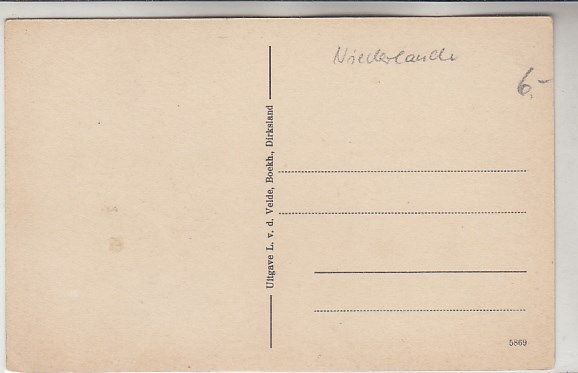 Niederlande
6.-
Uitgave L. v. d. Velde, Boekh., Dirksland
5869